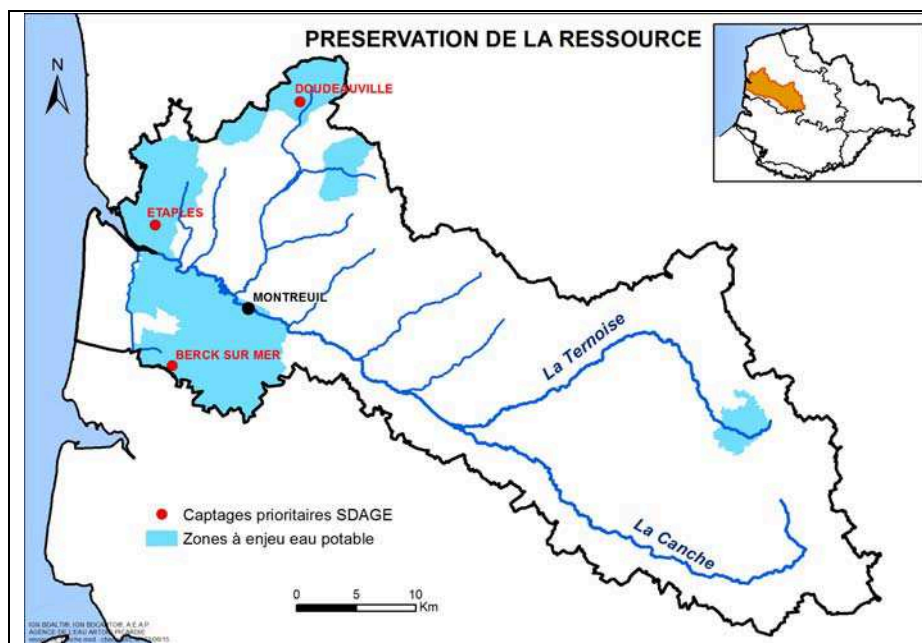 PRESERVATION DE LA RESSOURCE
N
DOUDEAUVILLE
ETAPLES
MONTREUIL
BERCK SUR MER
La Ternoise
La Canche
Captages prioritaires SDAGE
Zones à enjeu eau potable
0 5 10
Km
AGENCE DE L'EAU ARTOIS PICARDIE